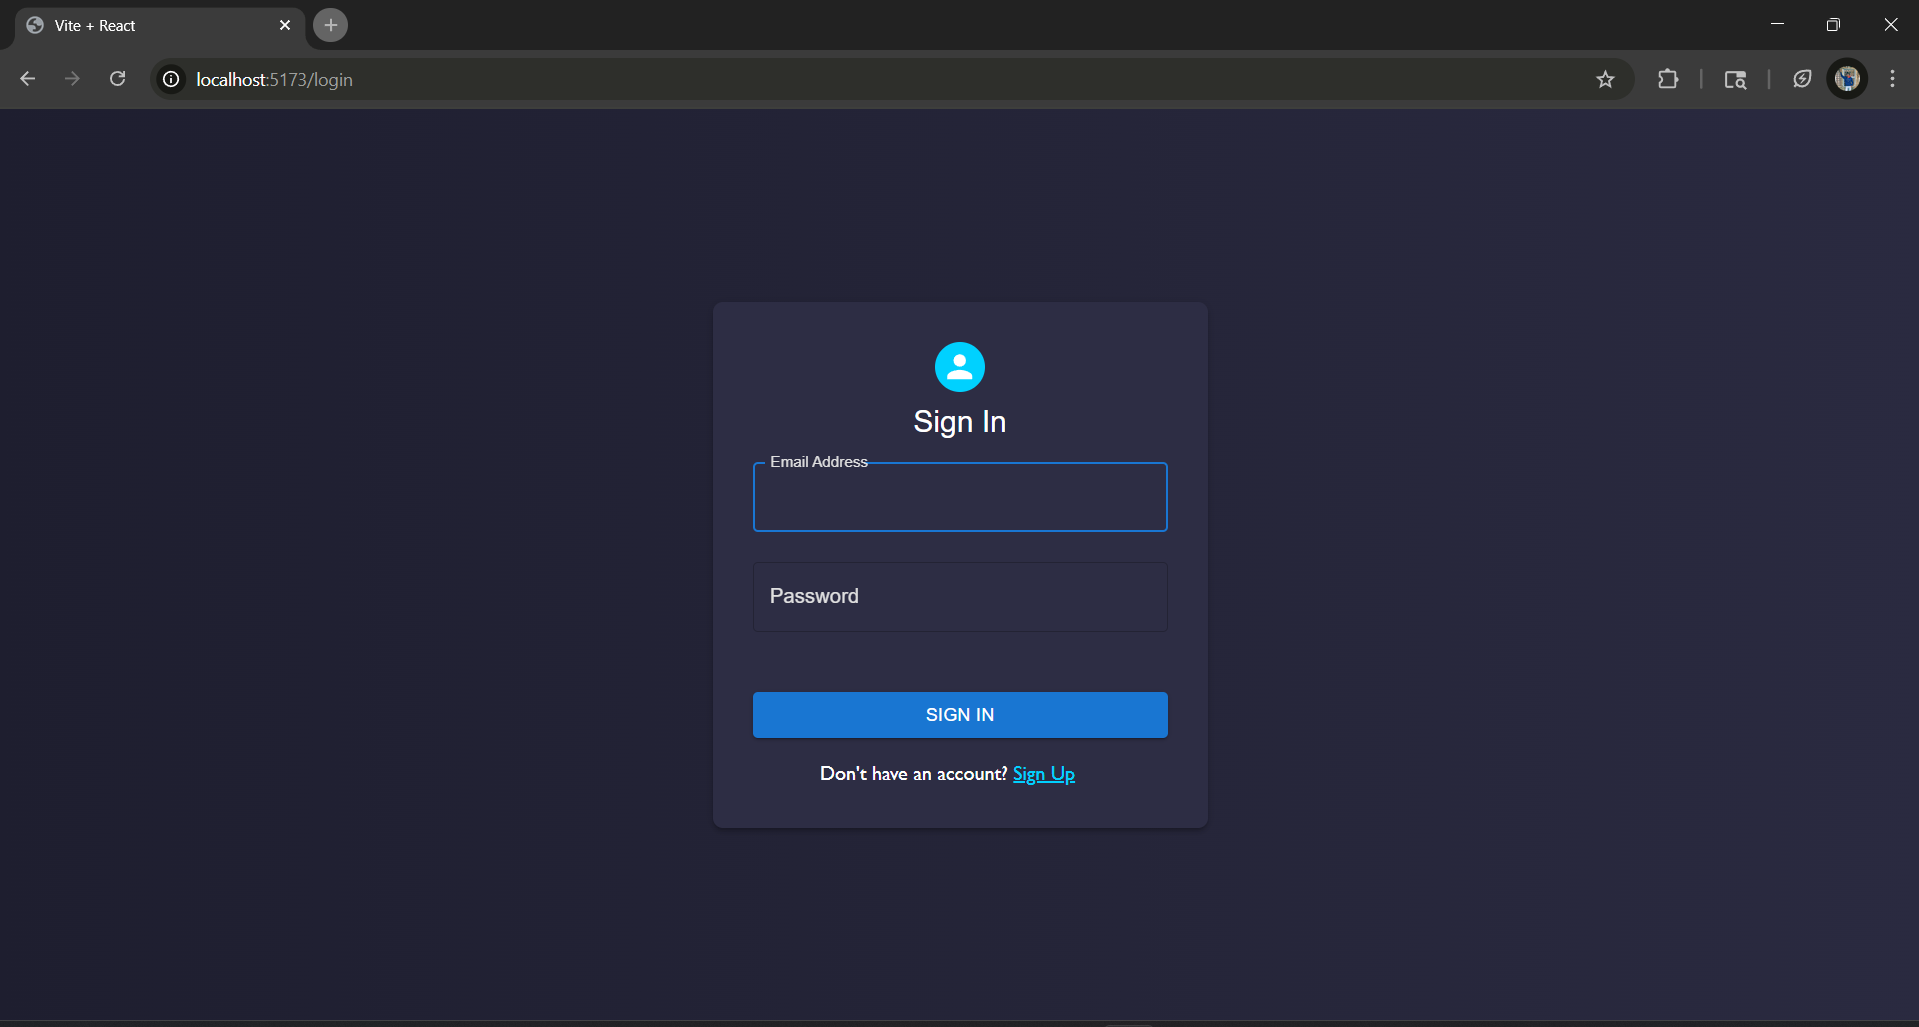 Vite + React
localhost:5173/login
Sign In
Email Address
Password
SIGN IN
Don't have an account? Sign Up